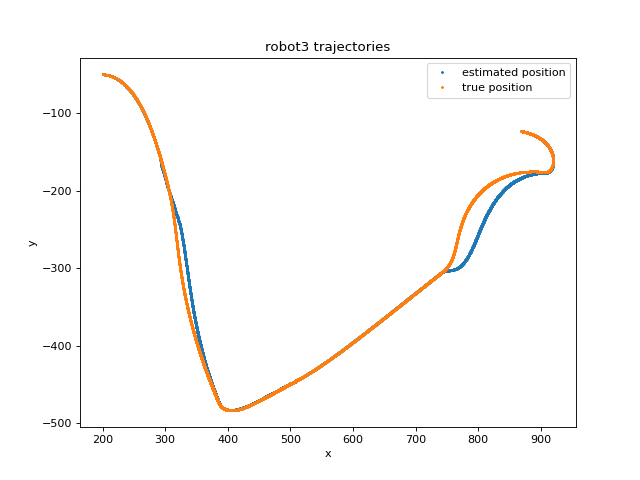 robot3 trajectories
estimated position
true position
−100
−200
−300
−400
−500
y
200 300 400 500 600 700 800 900
x